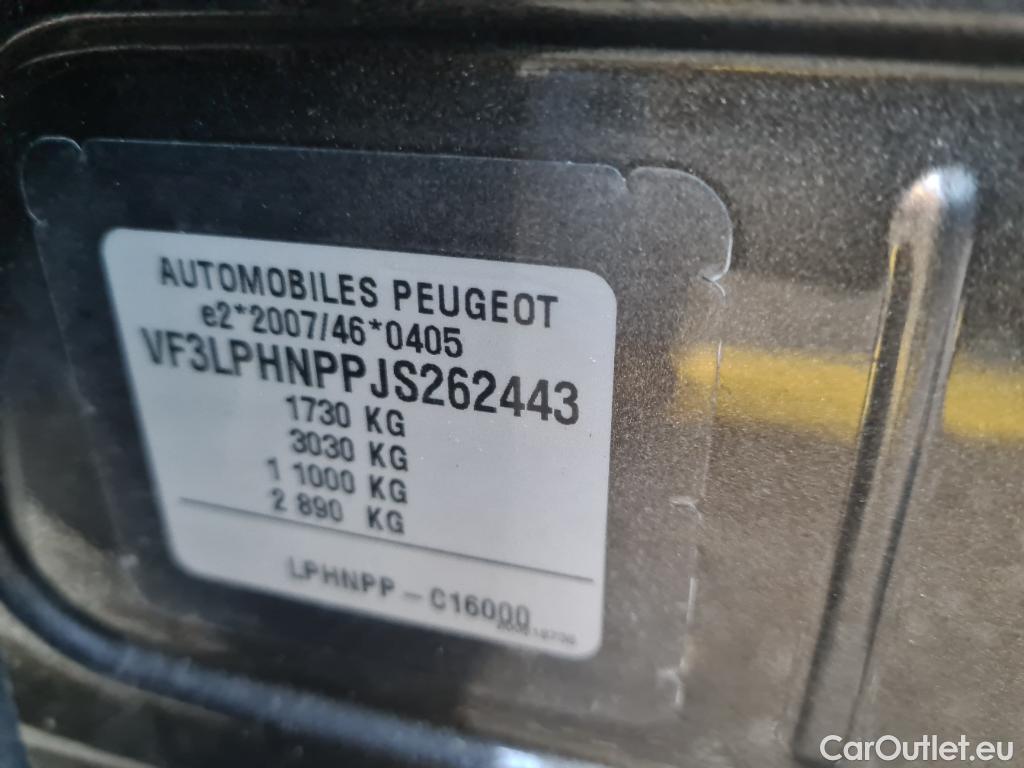 AUTOMOBILES PEUGEOT
e2*2007/46*0405
VF3LPHNPPJS262443
1730 KG
3030 KG
1 1000 KG
2 890 KG
LPHNPP - C16000
CarOutlet.eu